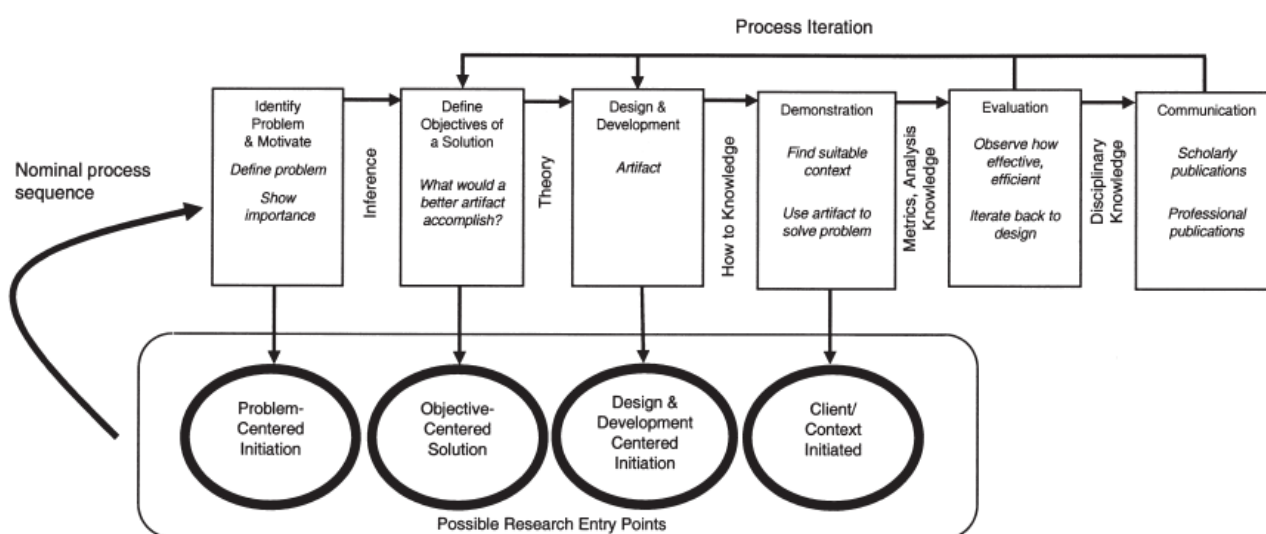 Process Iteration
Nominal process
sequence
Identify
Problem
& Motivate
Define problem
Show
importance
Inference
Define
Objectives of
a Solution
What would a
better artifact
accomplish?
Theory
Design &
Development
Artifact
How to Knowledge
Demonstration
Find suitable
context
Use artifact to
solve problem
Metrics, Analysis
Knowledge
Evaluation
Observe how
effective,
efficient
Iterate back to
design
Disciplinary
Knowledge
Communication
Scholarly
publications
Professional
publications
Problem-
Centered
Initiation
Objective-
Centered
Solution
Design &
Development
Centered
Initiation
Client/
Context
Initiated
Possible Research Entry Points